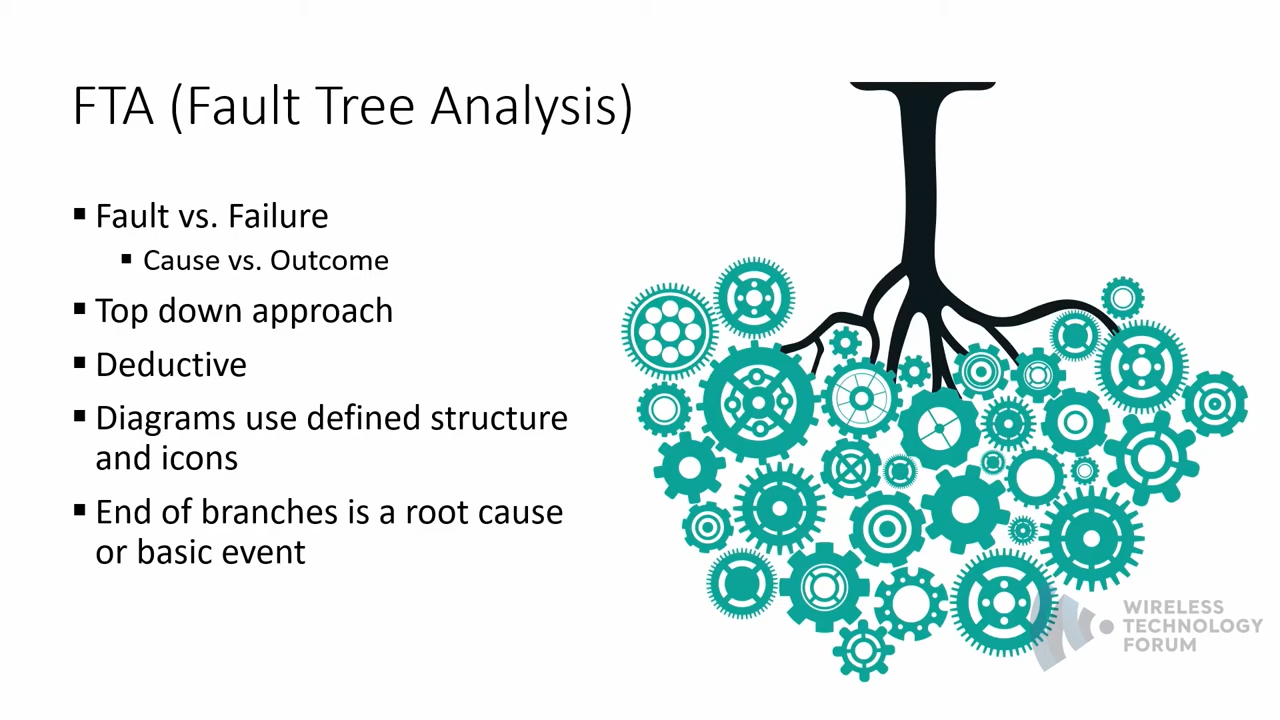 FTA (Fault Tree Analysis)
Fault vs. Failure
Cause vs. Outcome
Top down approach
Deductive
Diagrams use defined structure
and icons
End of branches is a root cause
or basic event
WIRELESS
TECHNOLOGY
FORUM